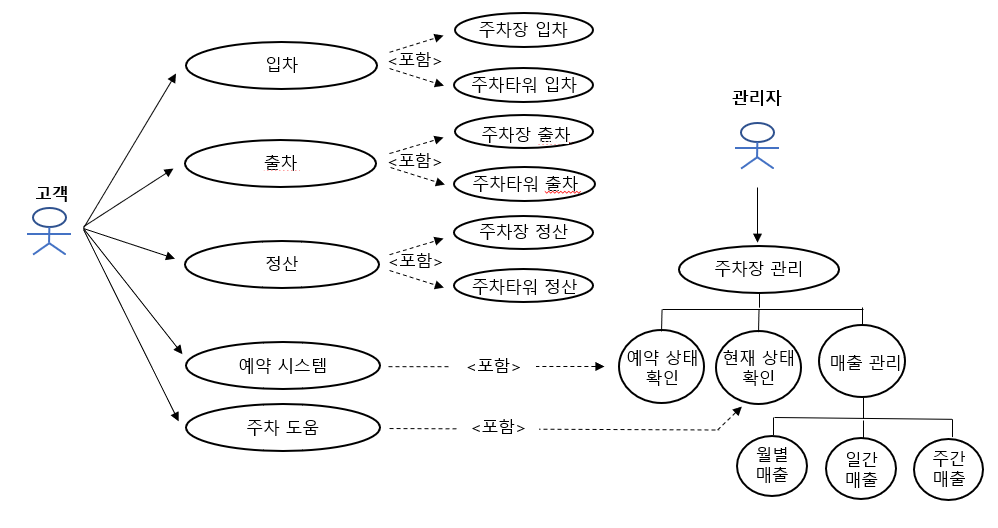 고객
입차
<포함>
주차장 입차
주차타워 입차
출차
<포함>
주차장 출차
주차타워 출차
정산
<포함>
주차장 정산
주차타워 정산
예약 시스템
<포함>
주차 도움
<포함>
관리자
주차장 관리
예약 상태
확인
현재 상태
확인
매출 관리
월별
매출
일간
매출
주간
매출